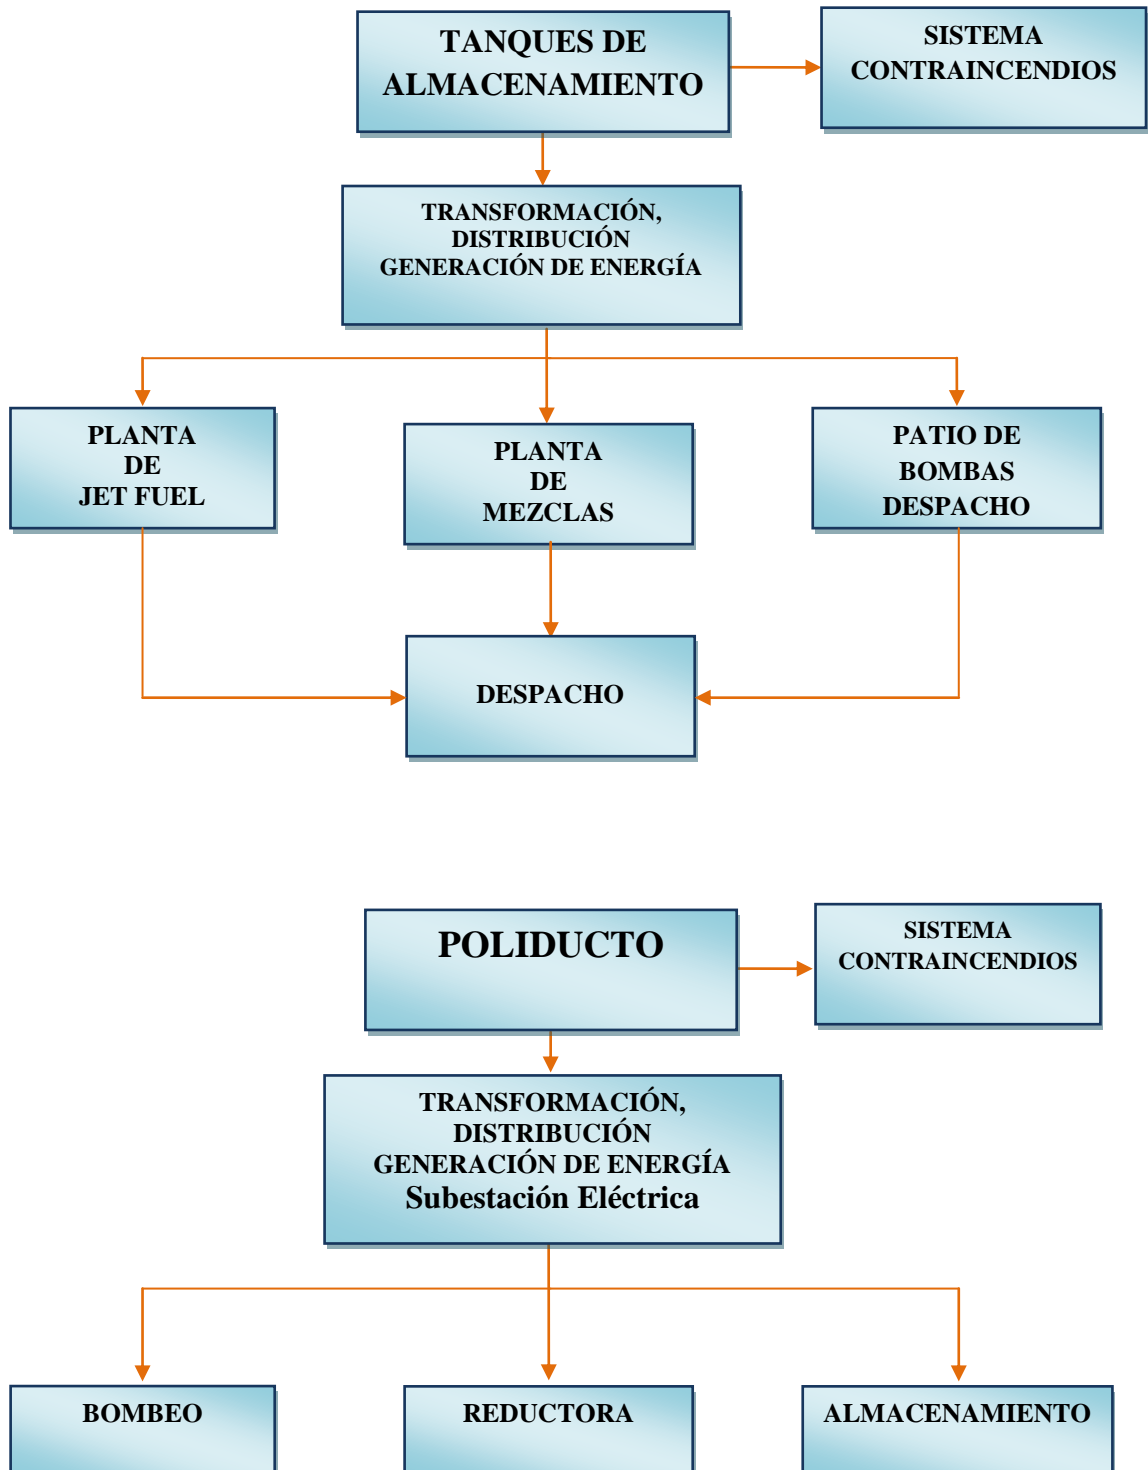 TANQUES DE
ALMACENAMIENTO
SISTEMA
CONTRAINCENDIOS
TRANSFORMACIÓN,
DISTRIBUCIÓN
GENERACIÓN DE ENERGÍA
PLANTA
DE
JET FUEL
PLANTA
DE
MEZCLAS
PATIO DE
BOMBAS
DESPACHO
DESPACHO
POLIDUCTO
SISTEMA
CONTRAINCENDIOS
TRANSFORMACIÓN,
DISTRIBUCIÓN
GENERACIÓN DE ENERGÍA
Subestación Eléctrica
BOMBEO
REDUCTORA
ALMACENAMIENTO